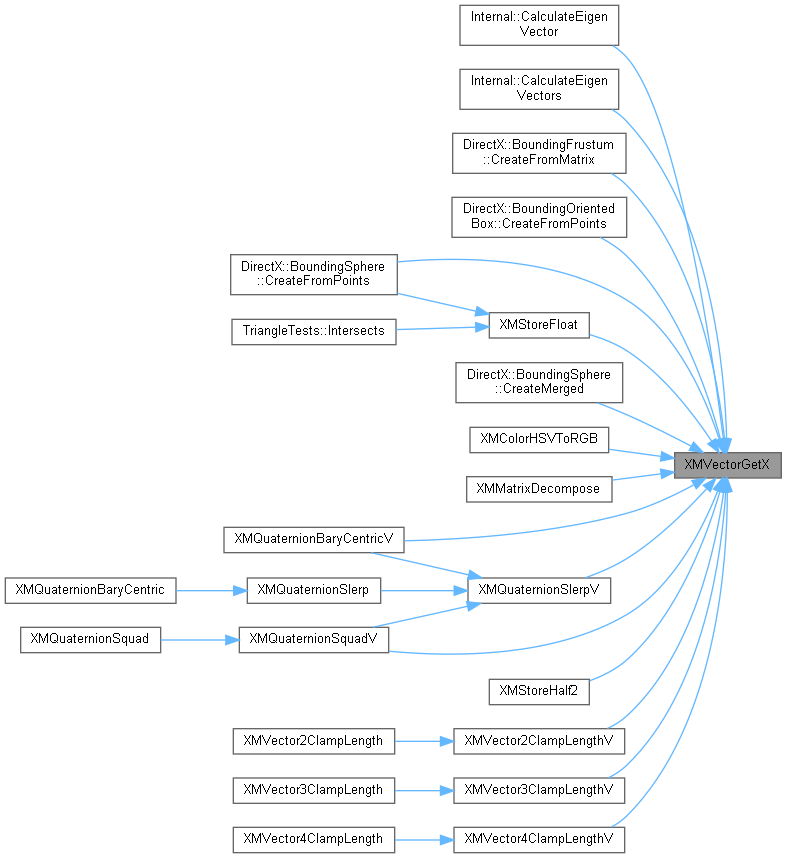 Internal::CalculateEigen
Vector
Internal::CalculateEigen
Vectors
DirectX::BoundingFrustum
::CreateFromMatrix
DirectX::BoundingOriented
Box::CreateFromPoints
DirectX::BoundingSphere
::CreateFromPoints
TriangleTests::Intersects
XMStoreFloat
DirectX::BoundingSphere
::CreateMerged
XMColorHSVToRGB
XMVectorGetX
XMMatrixDecompose
XMQuaternionBaryCentricV
XMQuaternionBaryCentric
XMQuaternionSlerp
XMQuaternionSlerpV
XMQuaternionSquad
XMQuaternionSquadV
XMStoreHalf2
XMVector2ClampLength
XMVector2ClampLengthV
XMVector3ClampLength
XMVector3ClampLengthV
XMVector4ClampLength
XMVector4ClampLengthV